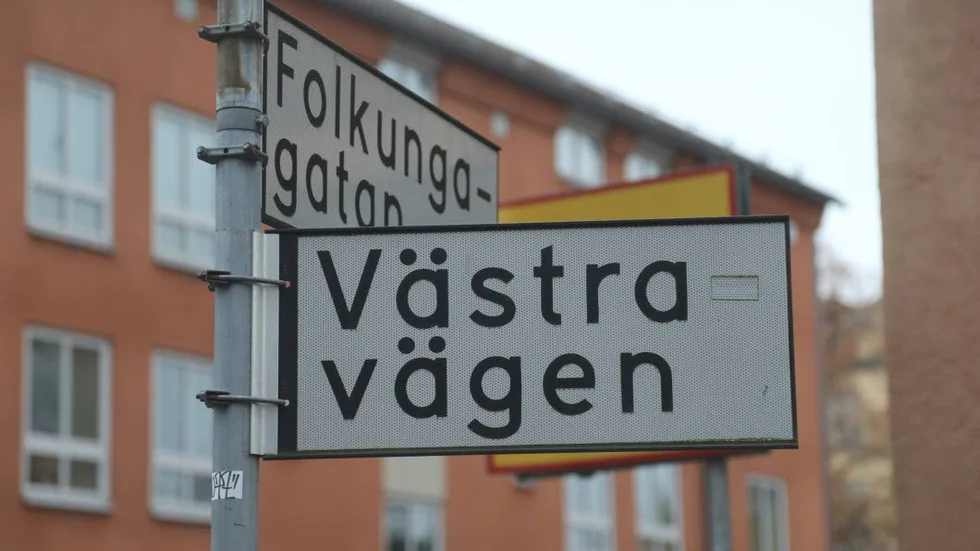 Folkunga-
gatan
Västra
vägen